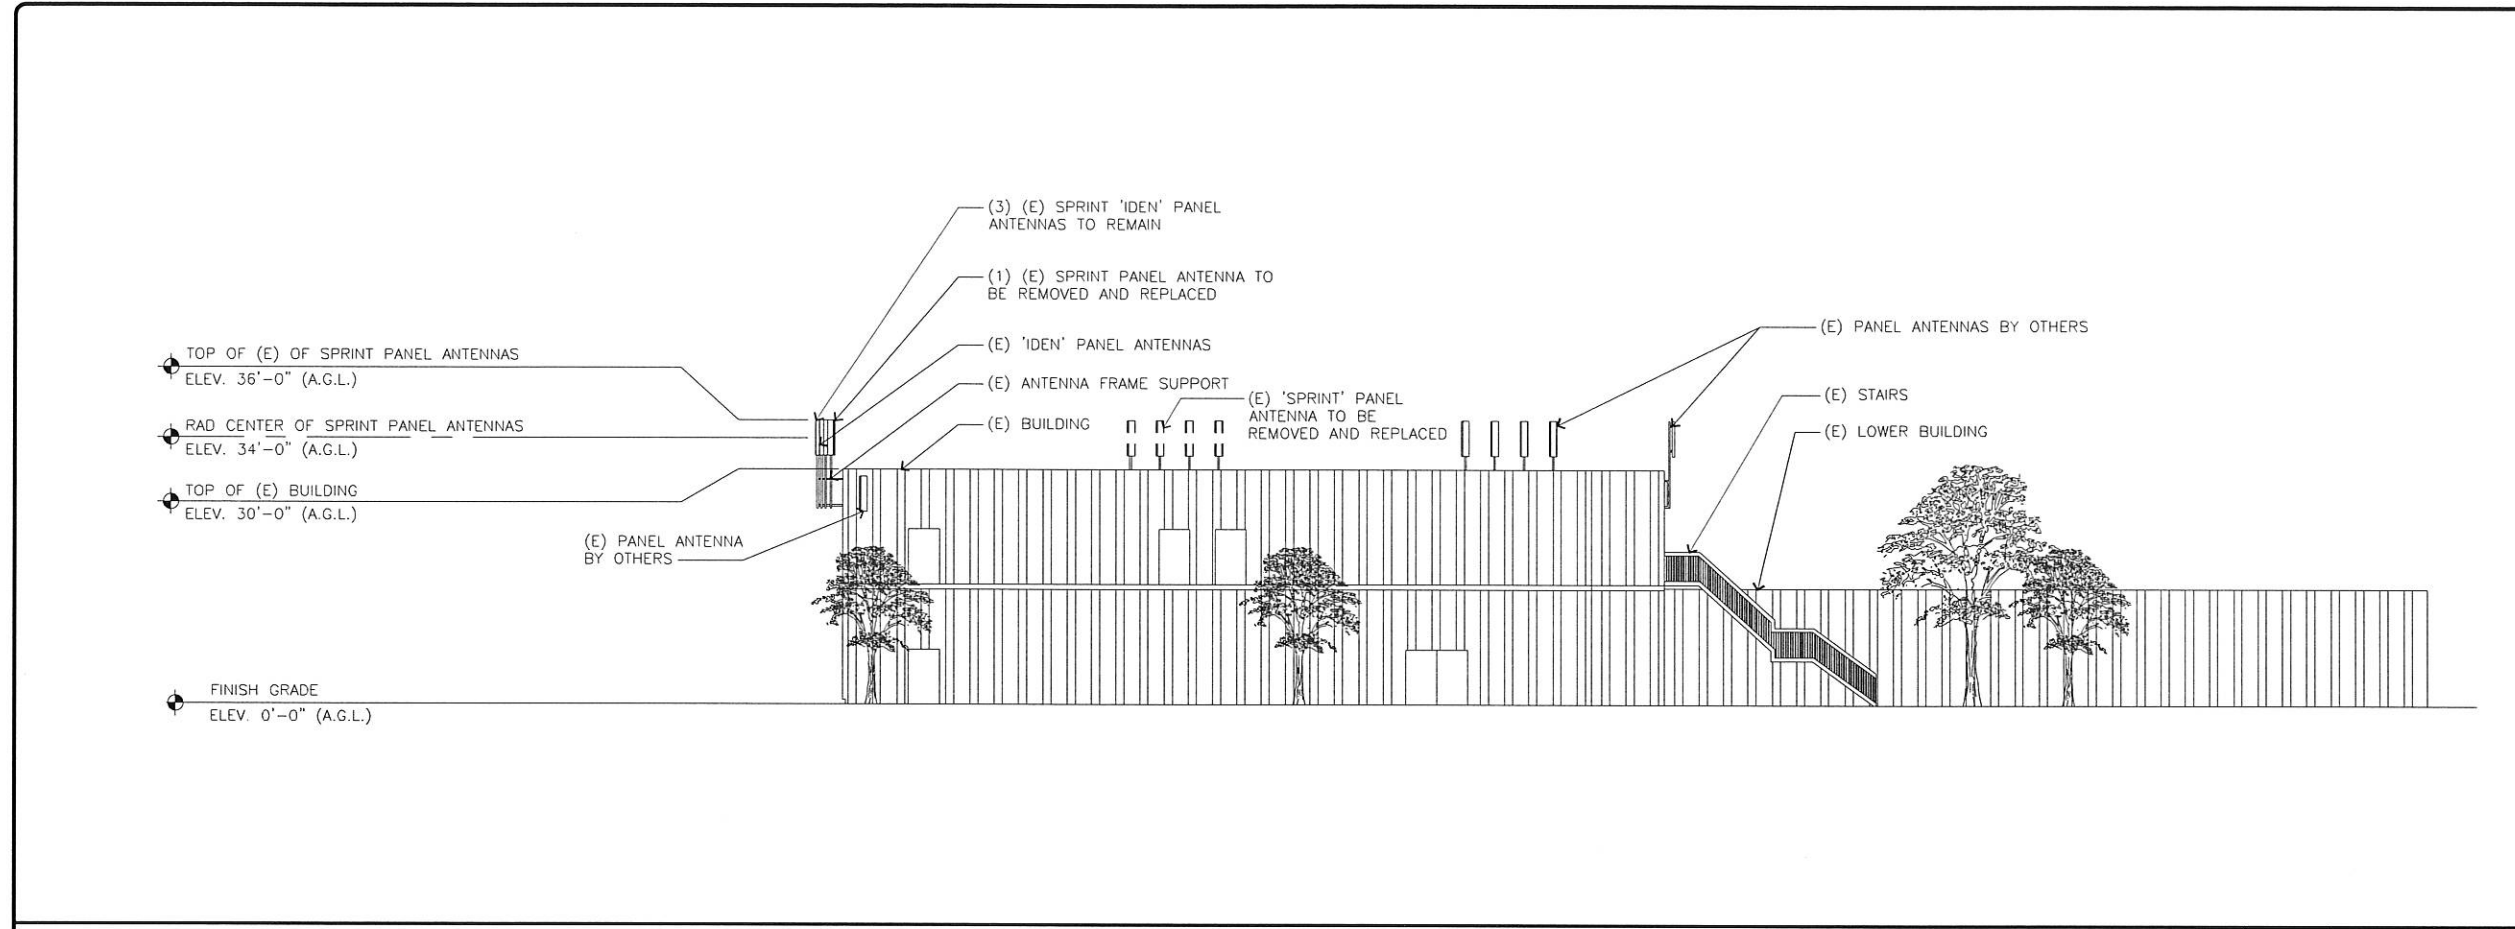 (3) (E) SPRINT 'IDEN' PANEL
ANTENNAS TO REMAIN
(1) (E) SPRINT PANEL ANTENNA TO
BE REMOVED AND REPLACED
(E) 'IDEN' PANEL ANTENNAS
(E) ANTENNA FRAME SUPPORT
(E) BUILDING
(E) 'SPRINT' PANEL
ANTENNA TO BE
REMOVED AND REPLACED
(E) PANEL ANTENNAS BY OTHERS
(E) STAIRS
(E) LOWER BUILDING
TOP OF (E) OF SPRINT PANEL ANTENNAS
ELEV. 36'-0" (A.G.L.)
RAD CENTER OF SPRINT PANEL ANTENNAS
ELEV. 34'-0" (A.G.L.)
TOP OF (E) BUILDING
ELEV. 30'-0" (A.G.L.)
(E) PANEL ANTENNA
BY OTHERS
FINISH GRADE
ELEV. 0'-0" (A.G.L.)